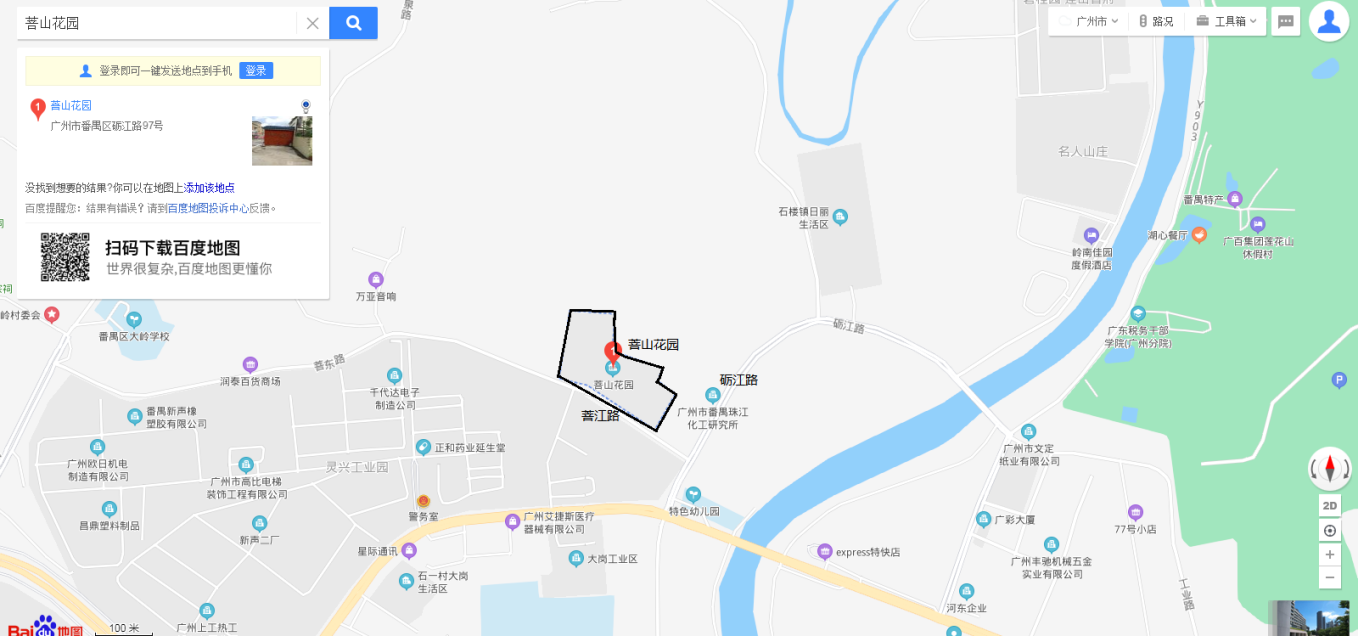 菩山花园
登录即可一键发送地点到手机 登录
1 菩山花园
广州市番禺区砺江路97号
没找到想要的结果?你可以在地图上添加该地点
百度提醒您：结果有错误？请到百度地图投诉中心反馈。
扫码下载百度地图
世界很复杂,百度地图更懂你
广州市
路况
工具箱
Y903
名人山庄
番禺特产
石楼镇日丽
生活区
湖心餐厅
广百集团莲花山
休假村
岭南佳园
度假酒店
万亚音响
岭村委会
番禺区大岭学校
砺江路
广东税务干部
学院(广州分院)
菩东路
润泰百货商场
菩山花园
菩山花园
砺江路
千代达电子
制造公司
菩江路
广州市番禺珠江
化工研究所
P
番禺新声橡
塑胶有限公司
正和药业延生堂
广州市文定
纸业有限公司
广州欧日机电
制造有限公司
灵兴工业园
广州市高比电梯
装饰工程有限公司
昌鼎塑料制品
新声二厂
警务室
广州艾捷斯医疗
器械有限公司
特色幼儿园
广彩大厦
77号小店
星际通讯
大岗工业区
express特快店
广州丰驰机械五金
实业有限公司
石一村大岗
生活区
河东企业
工业路
广州上工热工
2D
Bai du 地图
100 米